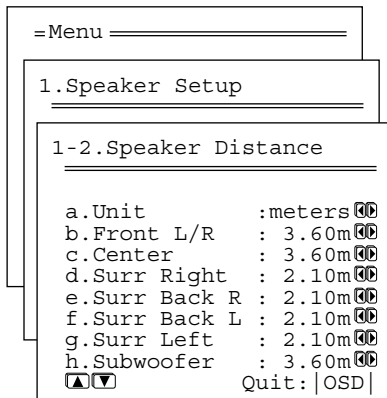 =Menu
1.Speaker Setup
1-2.Speaker Distance
a.Unit :meters
b.Front L/R : 3.60m
c.Center : 3.60m
d.Surr Right : 2.10m
e.Surr Back R : 2.10m
f.Surr Back L : 2.10m
g.Surr Left : 2.10m
h.Subwoofer : 3.60m
Quit:|OSD|